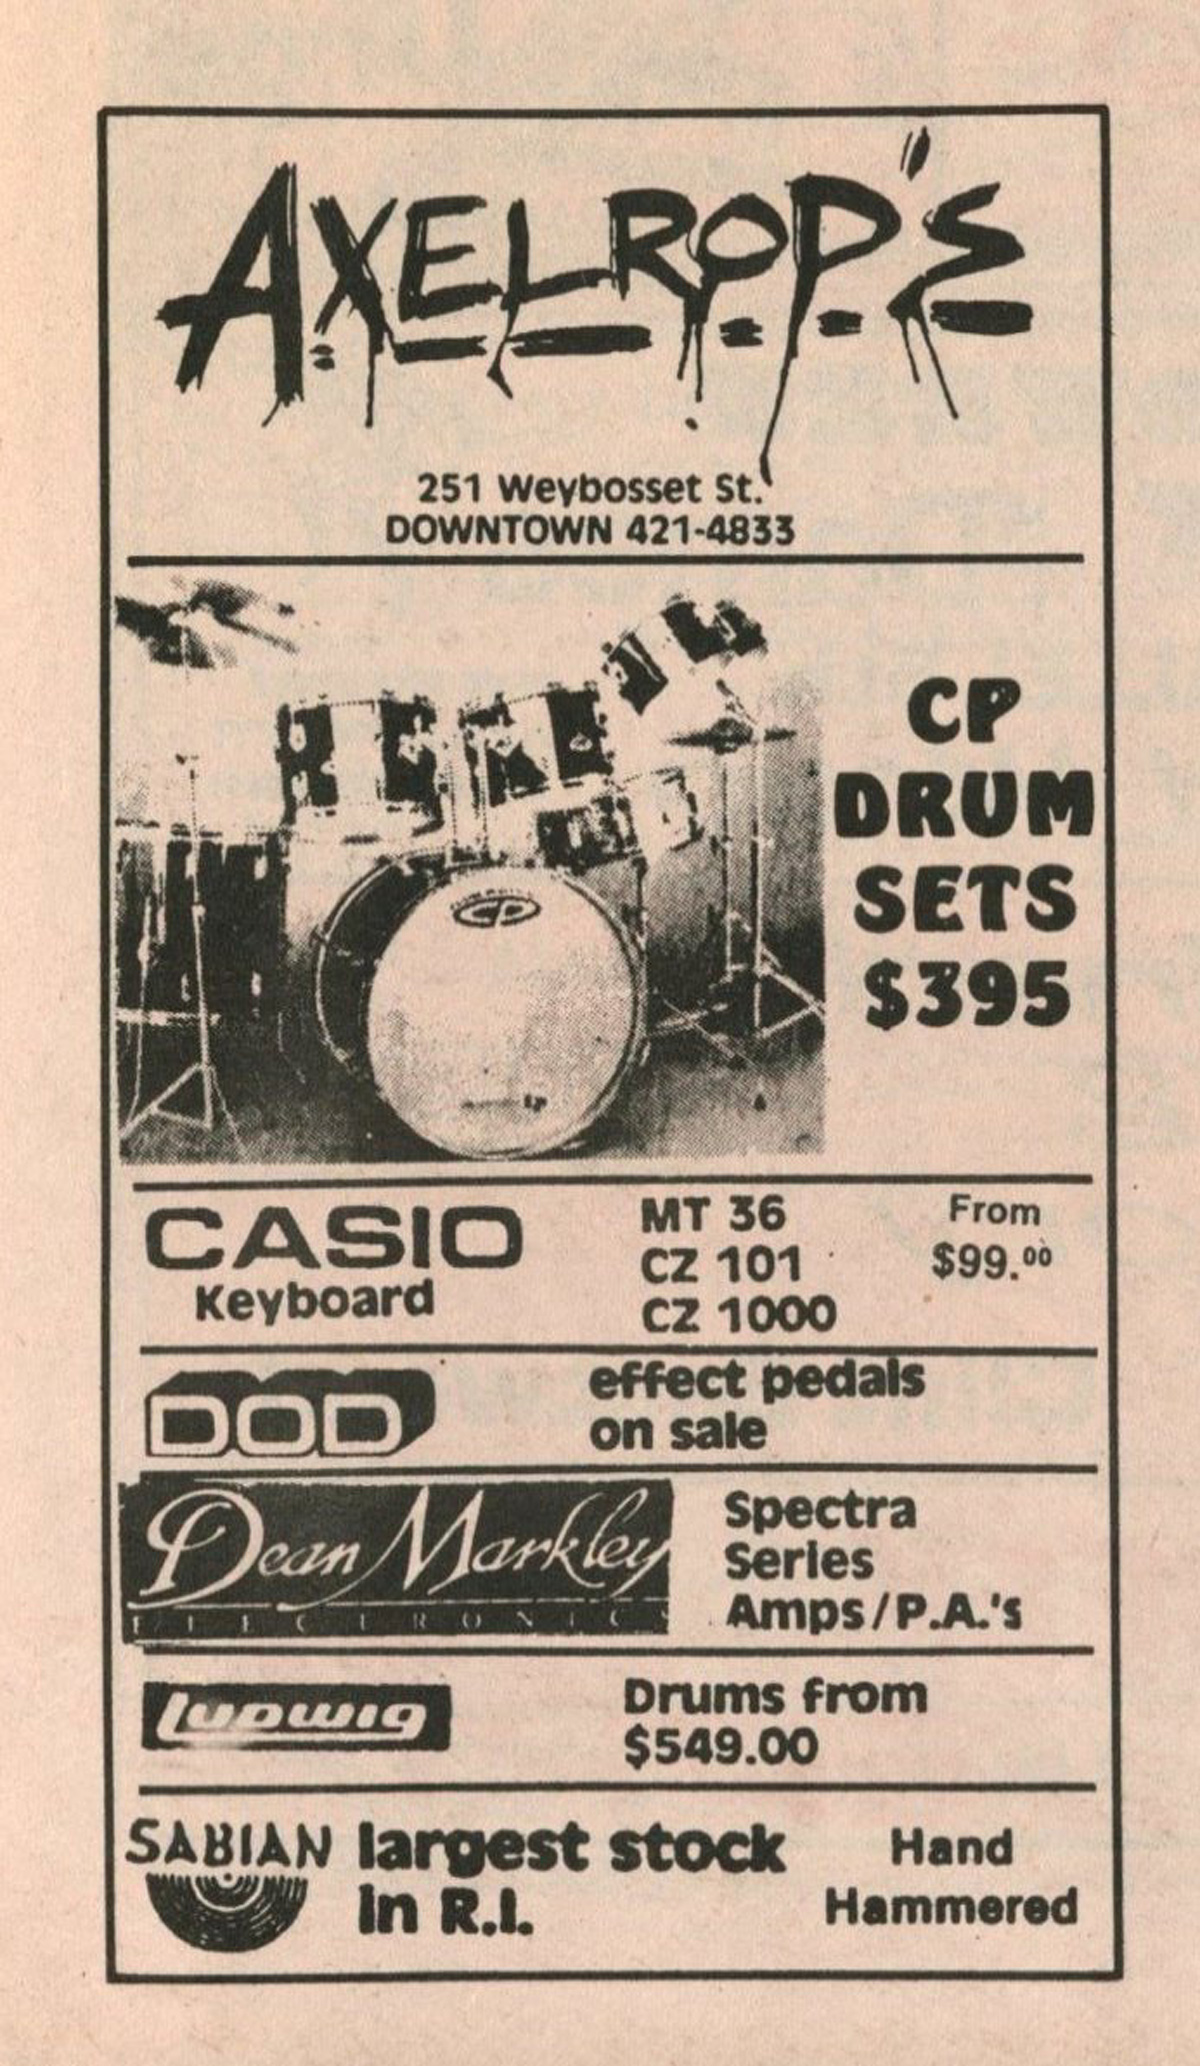 AXELROD'S
251 Weybosset St.
DOWNTOWN 421-4833
CP
CP
DRUM
SETS
$395
CASIO
Keyboard
MT 36
CZ 101
CZ 1000
From
$99.00
DOD
effect pedals
on sale
Dean Markley
ELECTRONICS
Spectra
Series
Amps/P.A.'s
Ludwig
Drums from
$549.00
SABIAN
largest stock
in R.I.
Hand
Hammered